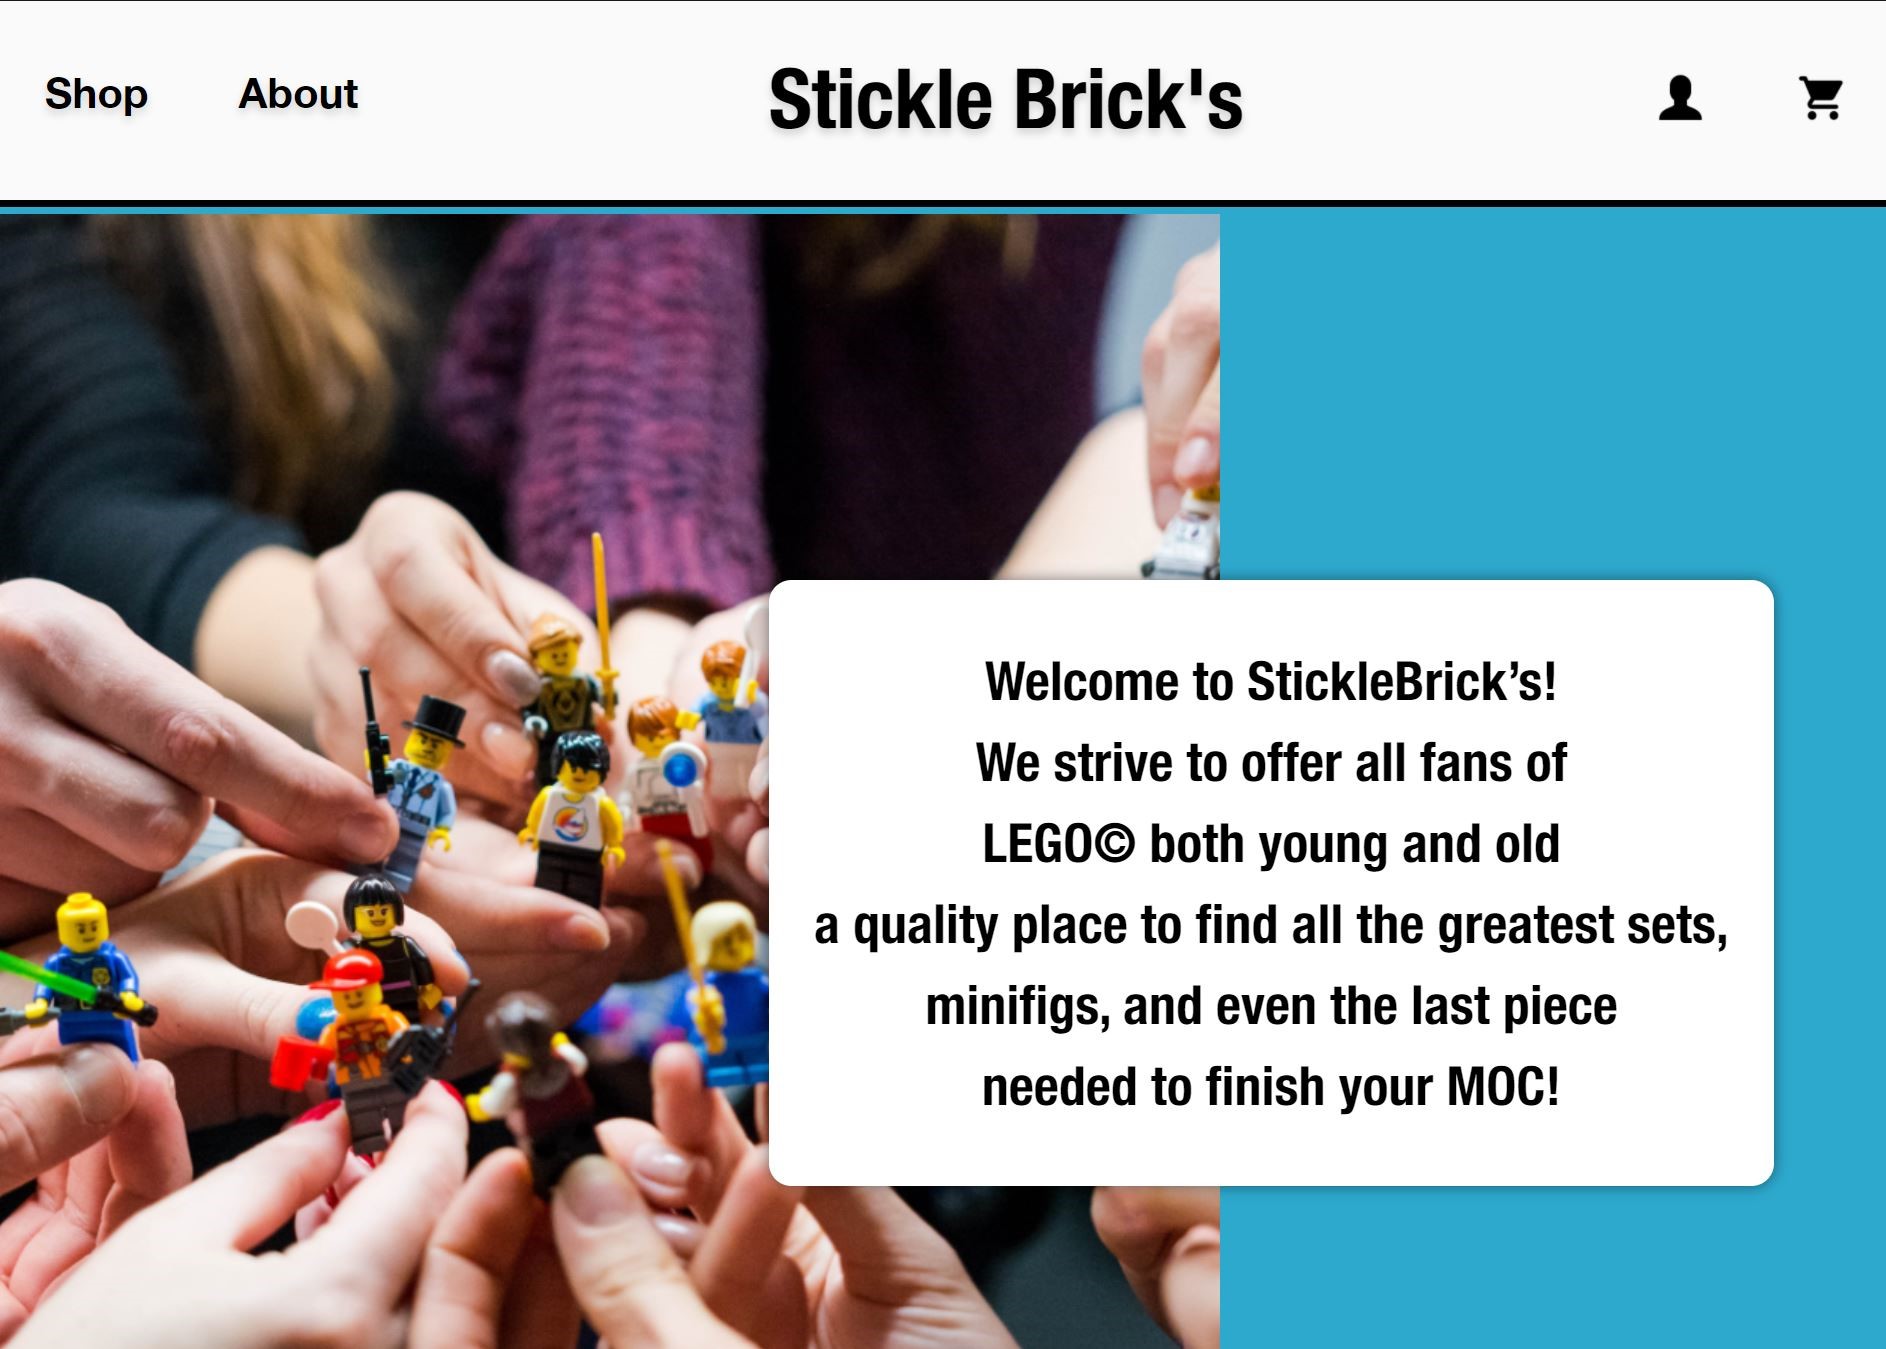 Shop About Stickle Brick's
Welcome to StickleBrick’s!
We strive to offer all fans of
LEGO© both young and old
a quality place to find all the greatest sets,
minifigs, and even the last piece
needed to finish your MOC!